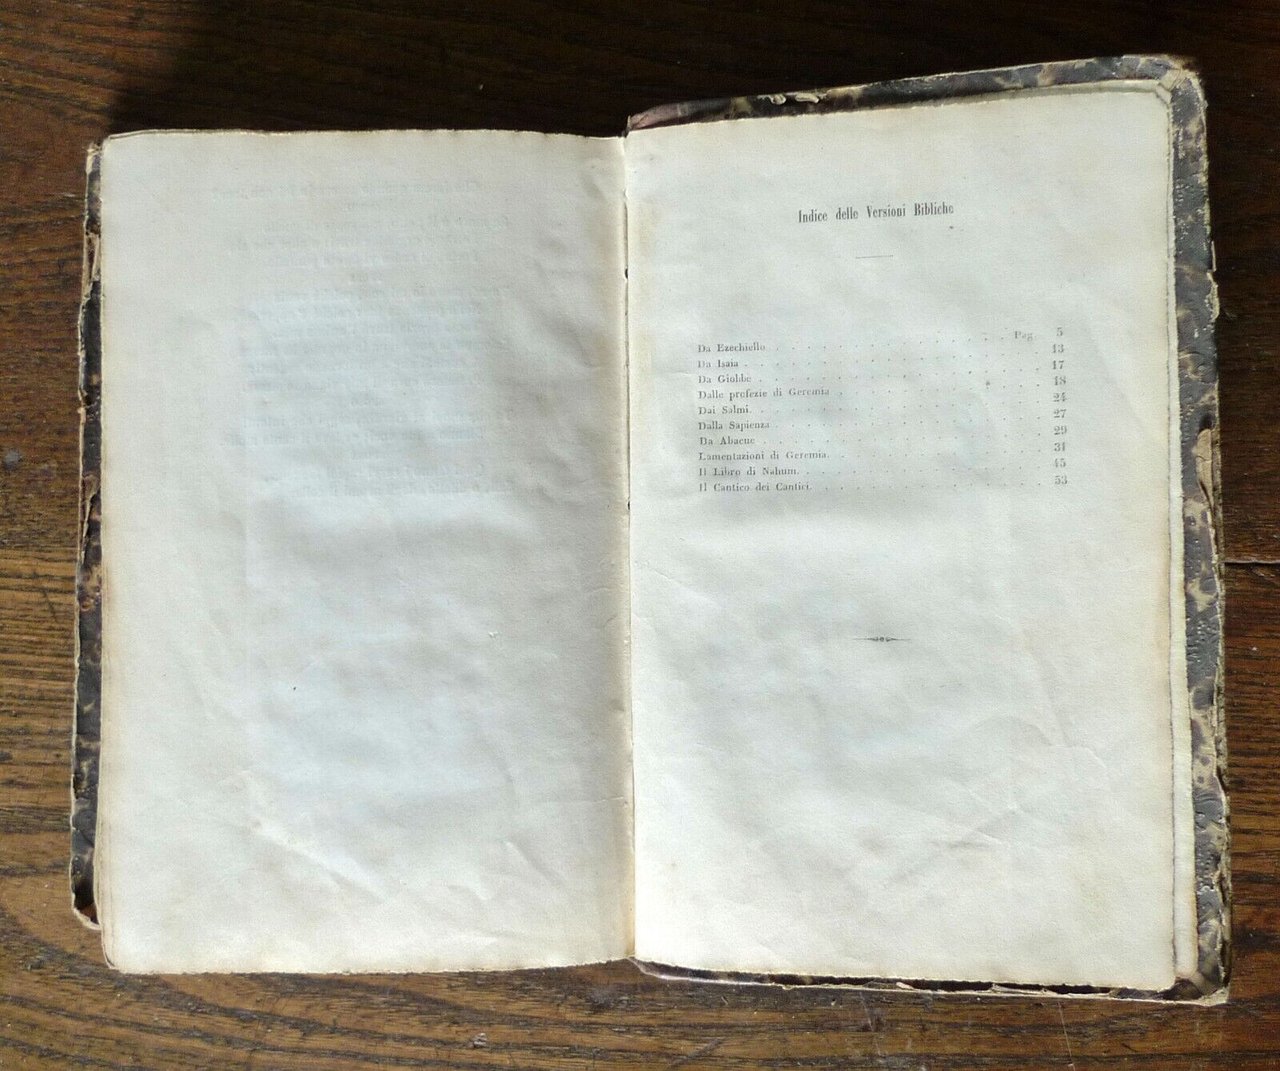 Indice delle Versioni Bibliche
Da Ezechiello . . . . . . . . . . . . Pag. 5
Da Isaia . . . . . . . . . . . . 13
Da Giobbe . . . . . . . . . . . . 17
Dalle profezie di Geremia . . . . . . . . . . 18
Dai Salmi. . . . . . . . . . . . 24
Dalla Sapienza . . . . . . . . . . . . 27
Da Abacuc . . . . . . . . . . . . 29
Lamentazioni di Geremia. . . . . . . . . . 31
Il Libro di Nahum. . . . . . . . . . . 45
Il Cantico dei Cantici. . . . . . . . . . 53